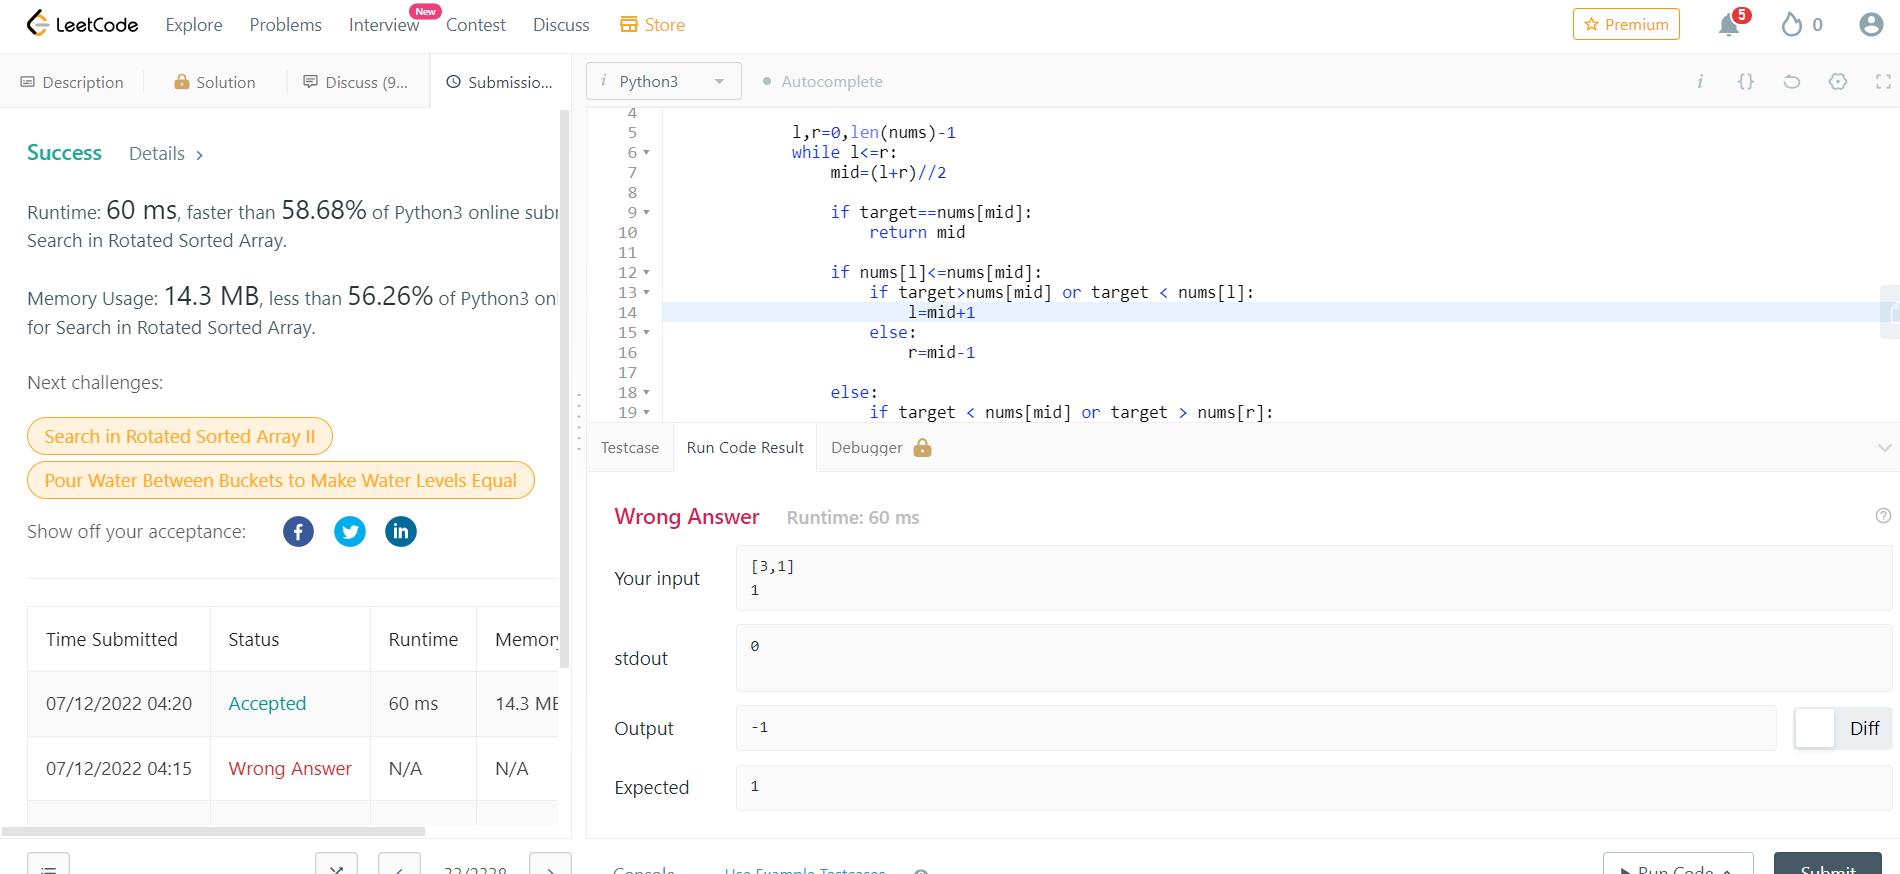 LeetCode Explore Problems Interview New Contest Discuss Store Premium 5 0
Description Solution Discuss (9... Submissio...
i Python3 Autocomplete i {}
Success Details
Runtime: 60 ms, faster than 58.68% of Python3 online subr
Search in Rotated Sorted Array.
Memory Usage: 14.3 MB, less than 56.26% of Python3 onl
for Search in Rotated Sorted Array.
Next challenges:
Search in Rotated Sorted Array II
Pour Water Between Buckets to Make Water Levels Equal
Show off your acceptance:
Time Submitted Status Runtime Memory
07/12/2022 04:20 Accepted 60 ms 14.3 ME
07/12/2022 04:15 Wrong Answer N/A N/A
33/2338
4
5 l,r=0,len(nums)-1
6 while l<=r:
7 mid=(l+r)//2
8
9 if target==nums[mid]:
10 return mid
11
12 if nums[l]<=nums[mid]:
13 if target>nums[mid] or target < nums[l]:
14 l=mid+1
15 else:
16 r=mid-1
17
18 else:
19 if target < nums[mid] or target > nums[r]:
Testcase Run Code Result Debugger
Wrong Answer Runtime: 60 ms
Your input
[3,1]
1
stdout
0
Output
-1
Diff
Expected
1
Console Use Example Testcases
Run Code Submit